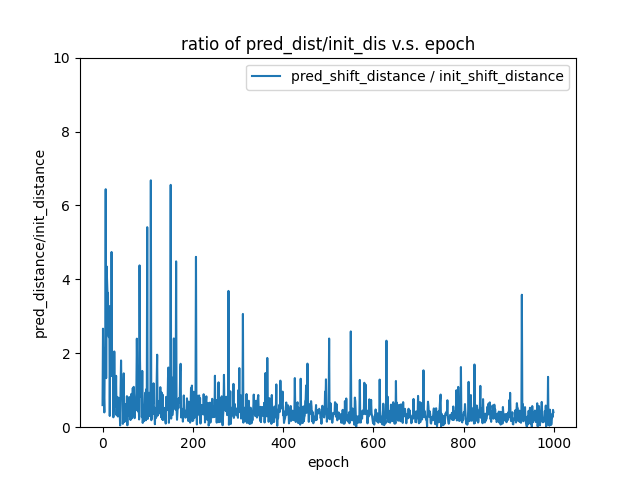 ratio of pred_dist/init_dis v.s. epoch
pred_shift_distance / init_shift_distance
pred_distance/init_distance
10
8
6
4
2
0
0 200 400 600 800 1000
epoch